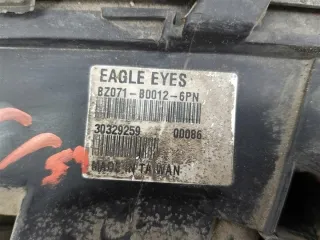 EAGLE EYES
BZ071-B0012-6PN
30329259 00086
MADE IN TAIWAN